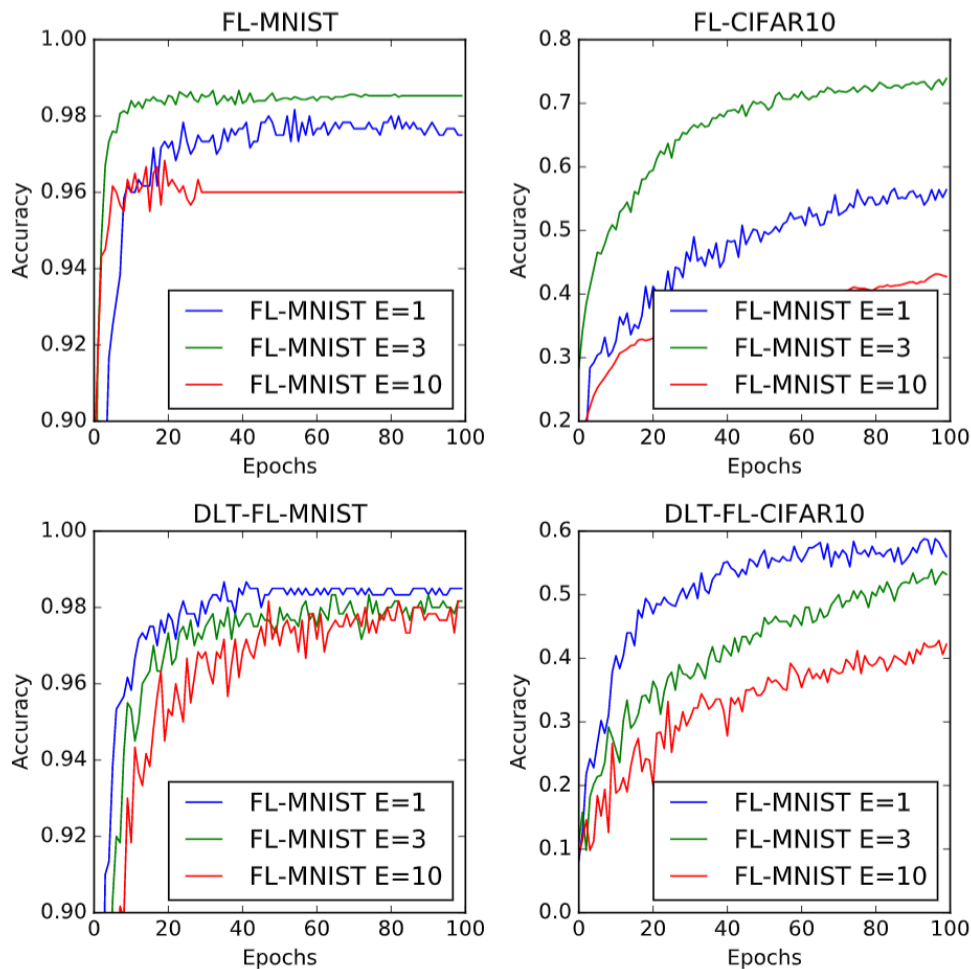 FL-MNIST
1.00
0.98
0.96
0.94
0.92
0.90
Accuracy
0 20 40 60 80 100
Epochs
FL-MNIST E=1
FL-MNIST E=3
FL-MNIST E=10
FL-CIFAR10
0.8
0.7
0.6
0.5
0.4
0.3
0.2
Accuracy
0 20 40 60 80 100
Epochs
FL-MNIST E=1
FL-MNIST E=3
FL-MNIST E=10
DLT-FL-MNIST
1.00
0.98
0.96
0.94
0.92
0.90
Accuracy
0 20 40 60 80 100
Epochs
FL-MNIST E=1
FL-MNIST E=3
FL-MNIST E=10
DLT-FL-CIFAR10
0.6
0.5
0.4
0.3
0.2
0.1
0.0
Accuracy
0 20 40 60 80 100
Epochs
FL-MNIST E=1
FL-MNIST E=3
FL-MNIST E=10